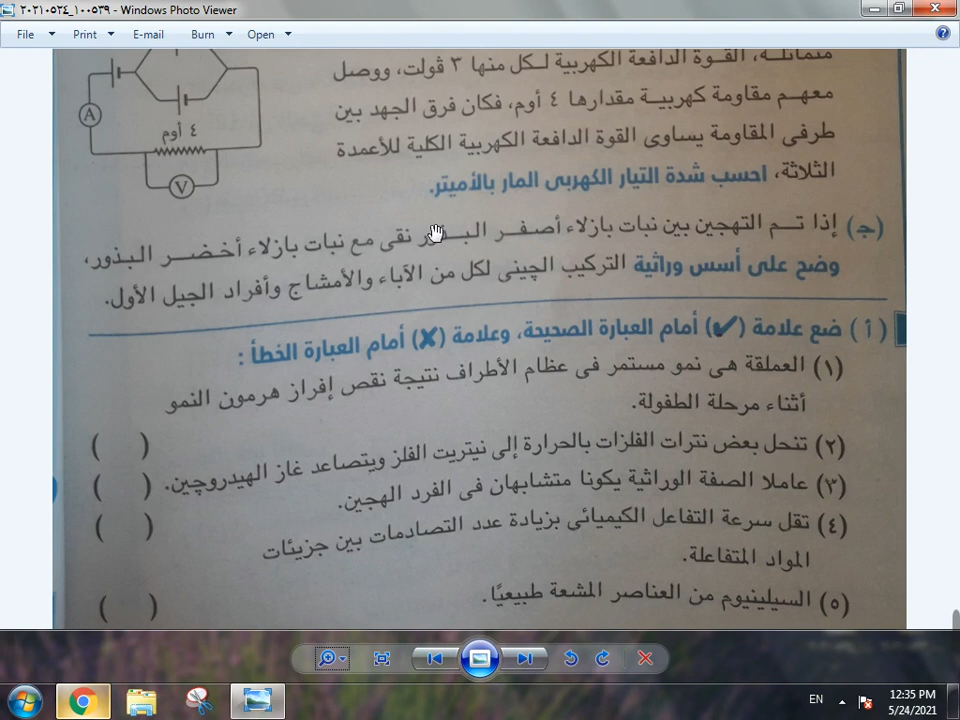 ٢٠٢١٠٥٢٤_١٠٠٥٣٩ - Windows Photo Viewer
File Print E-mail Burn Open
متماثلة، القوة الدافعة الكهربية لكل منها ٣ ڤولت، ووصل
معهم مقاومة كهربية مقدارها ٤ أوم، فكان فرق الجهد بين
طرفى المقاومة يساوى القوة الدافعة الكهربية الكلية للأعمدة
الثلاثة، احسب شدة التيار الكهربى المار بالأميتر.
A
٤ أوم
V
(جـ) إذا تم التهجين بين نبات بازلاء أصفر البذور نقى مع نبات بازلاء أخضر البذور،
وضح على أسس وراثية التركيب الچينى لكل من الآباء والأمشاج وأفراد الجيل الأول.
(أ) ضع علامة (✔) أمام العبارة الصحيحة، وعلامة (✘) أمام العبارة الخطأ :
(١) العملقة هى نمو مستمر فى عظام الأطراف نتيجة نقص إفراز هرمون النمو
أثناء مرحلة الطفولة. ( )
(٢) تنحل بعض نترات الفلزات بالحرارة إلى نيتريت الفلز ويتصاعد غاز الهيدروچين. ( )
(٣) عاملا الصفة الوراثية يكونا متشابهان فى الفرد الهجين. ( )
(٤) تقل سرعة التفاعل الكيميائى بزيادة عدد التصادمات بين جزيئات
المواد المتفاعلة.
(٥) السيلينيوم من العناصر المشعة طبيعيًا. ( )
EN
12:35 PM
5/24/2021